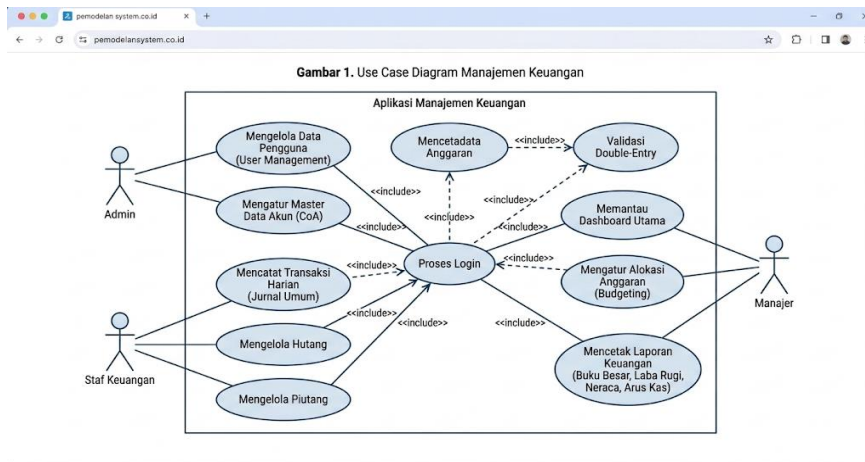 pemodelan system.co.id
pemodelansystem.co.id
Gambar 1. Use Case Diagram Manajemen Keuangan
Aplikasi Manajemen Keuangan
Admin
Mengelola Data
Pengguna
(User Management)
Mencetadata
Anggaran
<<include>>
Validasi
Double-Entry
<<include>>
Mengatur Master
Data Akun (CoA)
<<include>>
<<include>>
<<include>>
<<include>>
Memantau
Dashboard Utama
Mencatat Transaksi
Harian
(Jurnal Umum)
<<include>>
Proses Login
<<include>>
Mengatur Alokasi
Anggaran
(Budgeting)
Manajer
Staf Keuangan
Mengelola Hutang
<<include>>
<<include>>
<<include>>
Mencetak Laporan
Keuangan
(Buku Besar, Laba Rugi,
Neraca, Arus Kas)
Mengelola Piutang